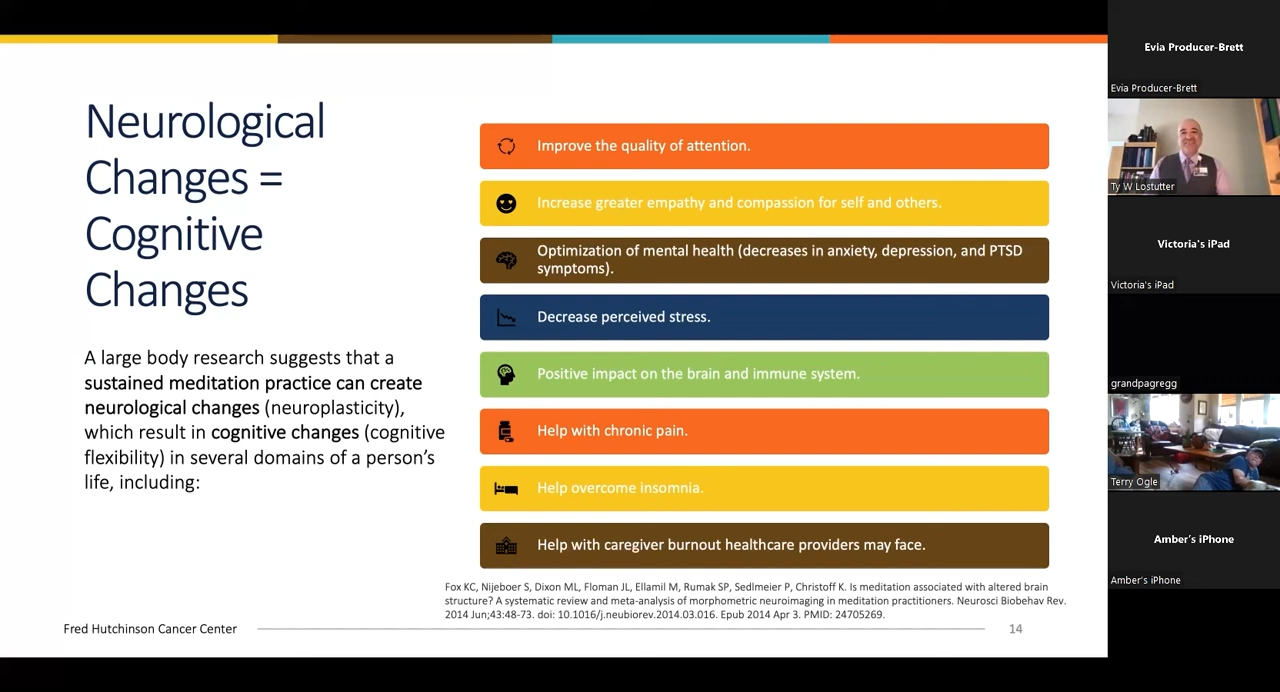 Neurological
Changes =
Cognitive
Changes
A large body research suggests that a
sustained meditation practice can create
neurological changes (neuroplasticity),
which result in cognitive changes (cognitive
flexibility) in several domains of a person's
life, including:
Improve the quality of attention.
Increase greater empathy and compassion for self and others.
Optimization of mental health (decreases in anxiety, depression, and PTSD
symptoms).
Decrease perceived stress.
Positive impact on the brain and immune system.
Help with chronic pain.
Help overcome insomnia.
Help with caregiver burnout healthcare providers may face.
Fox KC, Nijeboer S, Dixon ML, Floman JL, Ellamil M, Rumak SP, Sedlmeier P, Christoff K. Is meditation associated with altered brain
structure? A systematic review and meta-analysis of morphometric neuroimaging in meditation practitioners. Neurosci Biobehav Rev.
2014 Jun;43:48-73. doi: 10.1016/j.neubiorev.2014.03.016. Epub 2014 Apr 3. PMID: 24705269.
Fred Hutchinson Cancer Center
14
Evia Producer-Brett
Evia Producer-Brett
Ty W Lostutter
Victoria's iPad
Victoria's iPad
grandpagregg
Terry Ogle
Amber's iPhone
Amber's iPhone